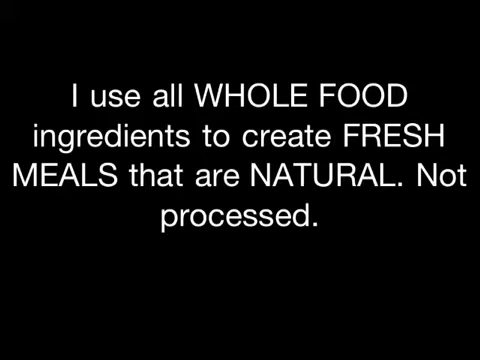 I use all WHOLE FOOD
ingredients to create FRESH
MEALS that are NATURAL. Not
processed.